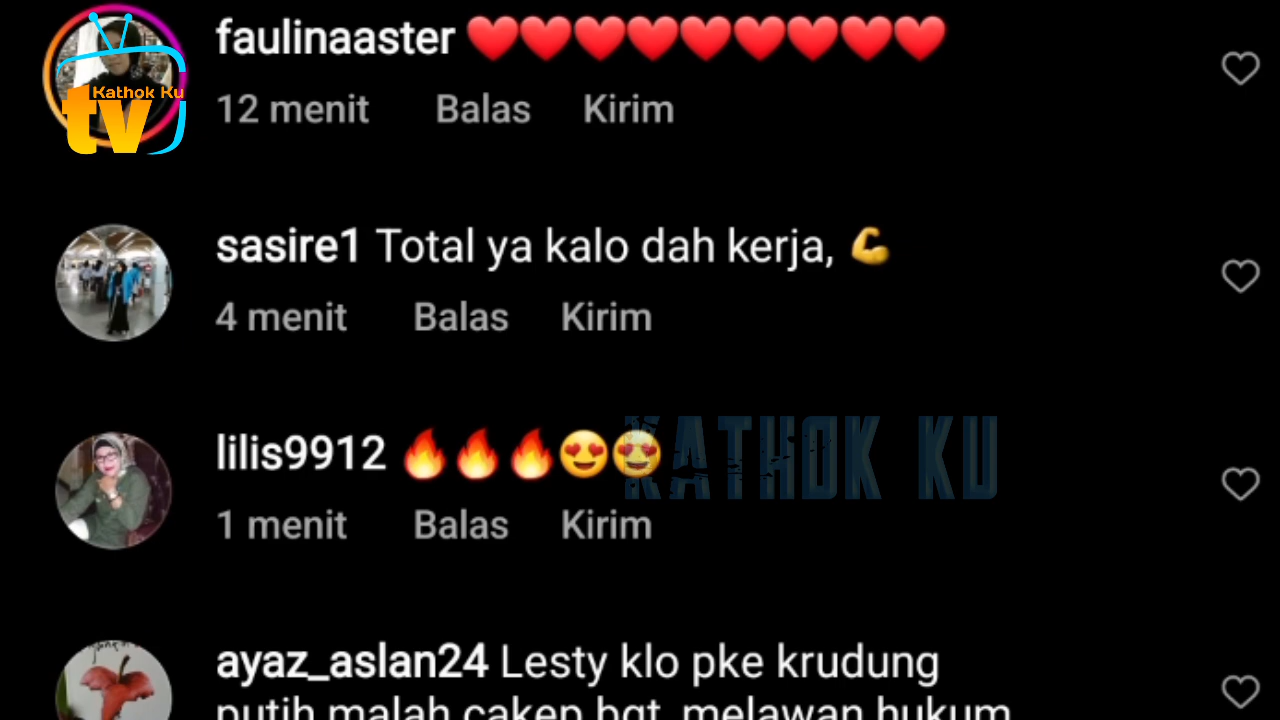 faulinaaster ❤️❤️❤️❤️❤️❤️❤️❤️❤️
Kathok Ku
tv
12 menit Balas Kirim
sasire1 Total ya kalo dah kerja, 💪
4 menit Balas Kirim
lilis9912 🔥🔥🔥😍😍
KATHOK KU
1 menit Balas Kirim
ayaz_aslan24 Lesty klo pke krudung
putih malah cakep bgt, melawan hukum